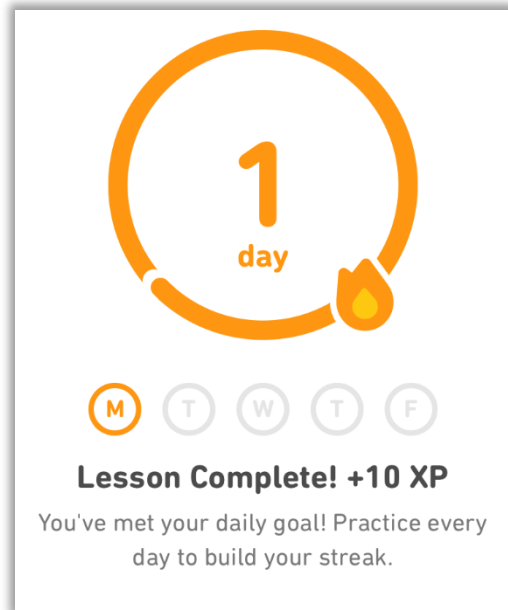 1
day
M T W T F
Lesson Complete! +10 XP
You've met your daily goal! Practice every
day to build your streak.